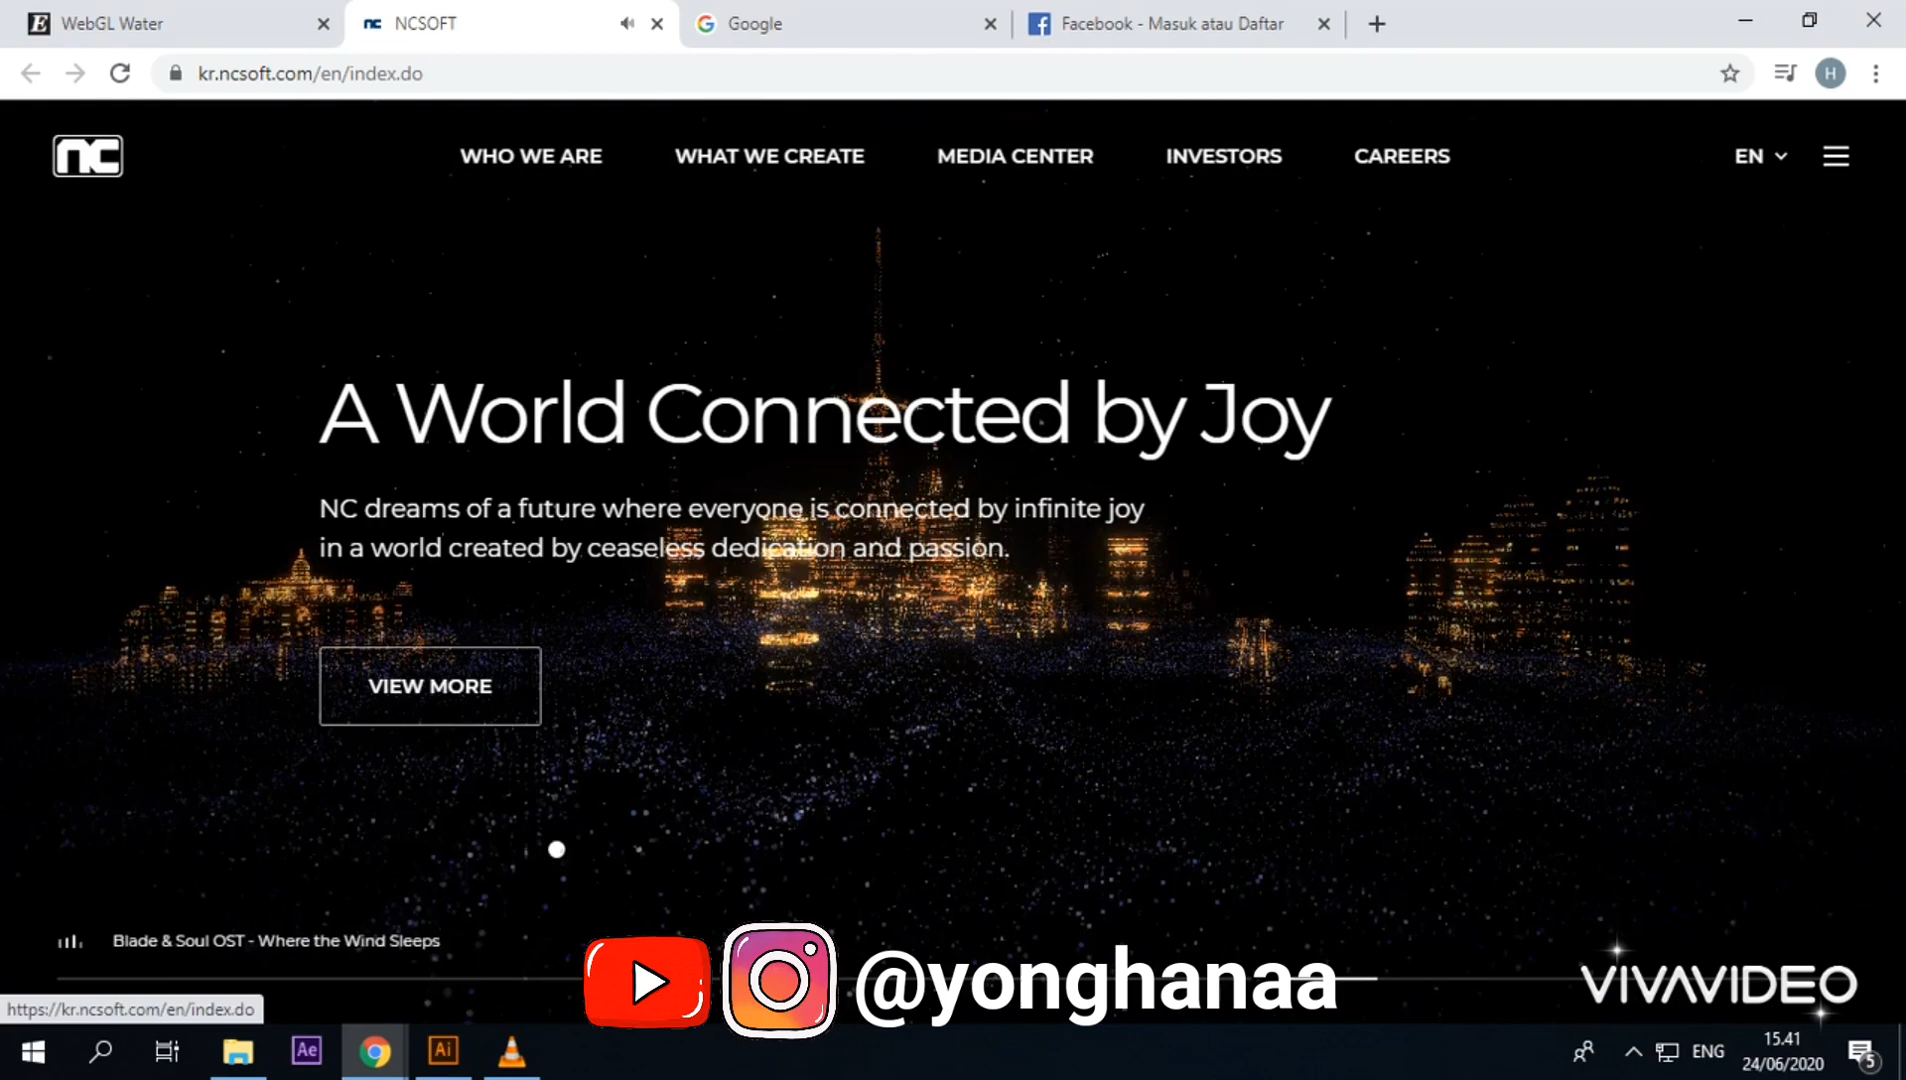 WebGL Water
NCSOFT
Google
Facebook - Masuk atau Daftar
kr.ncsoft.com/en/index.do
H
nc
WHO WE ARE
WHAT WE CREATE
MEDIA CENTER
INVESTORS
CAREERS
EN
A World Connected by Joy
NC dreams of a future where everyone is connected by infinite joy
in a world created by ceaseless dedication and passion.
VIEW MORE
Blade & Soul OST - Where the Wind Sleeps
@yonghanaa
VIVAVIDEO
https://kr.ncsoft.com/en/index.do
Ae
Ai
ENG
15.41
24/06/2020
5